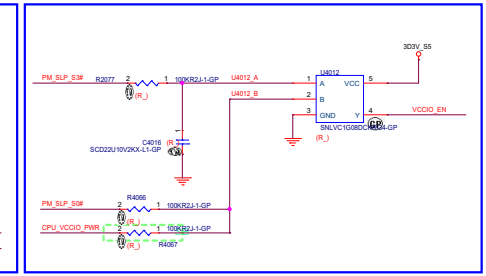 3D3V_S5
U4012
PM_SLP_S3# R2077 2 1 100KR2J-1-GP U4012_A 1 A VCC 5
(R_)
U4012_B 2 B
3 GND Y 4 VCCIO_EN
(R_)
1
C4016
SCD22U10V2KX-L1-GP
R4066
PM_SLP_S0# 2 1 100KR2J-1-GP
(R_)
CPU_VCCIO_PWR 2 1 100KR2J-1-GP
(R_) R4067